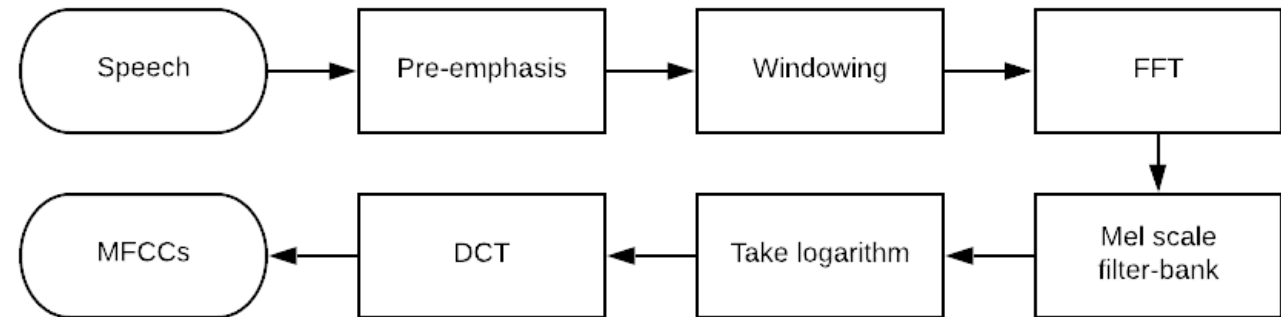 Speech
Pre-emphasis
Windowing
FFT
Mel scale
filter-bank
Take logarithm
DCT
MFCCs